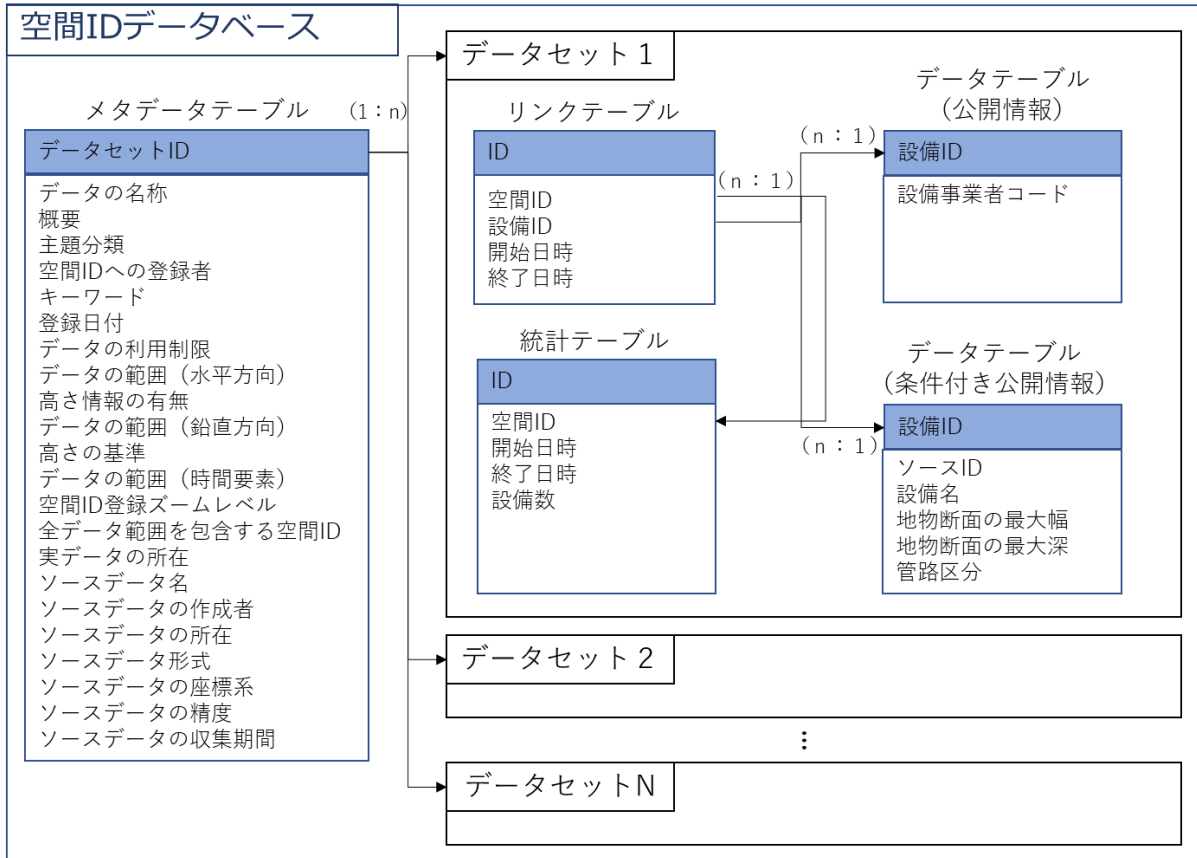 空間IDデータベース
メタデータテーブル
(1：n)
データセットID
データの名称
概要
主題分類
空間IDへの登録者
キーワード
登録日付
データの利用制限
データの範囲（水平方向）
高さ情報の有無
データの範囲（鉛直方向）
高さの基準
データの範囲（時間要素）
空間ID登録ズームレベル
全データ範囲を包含する空間ID
実データの所在
ソースデータ名
ソースデータの作成者
ソースデータの所在
ソースデータ形式
ソースデータの座標系
ソースデータの精度
ソースデータの収集期間
データセット１
リンクテーブル
ID
空間ID
設備ID
開始日時
終了日時
（n：1）
（n：1）
データテーブル
（公開情報）
設備ID
設備事業者コード
統計テーブル
ID
空間ID
開始日時
終了日時
設備数
データテーブル
（条件付き公開情報）
（n：1）
設備ID
ソースID
設備名
地物断面の最大幅
地物断面の最大深
管路区分
データセット２
⋮
データセットN